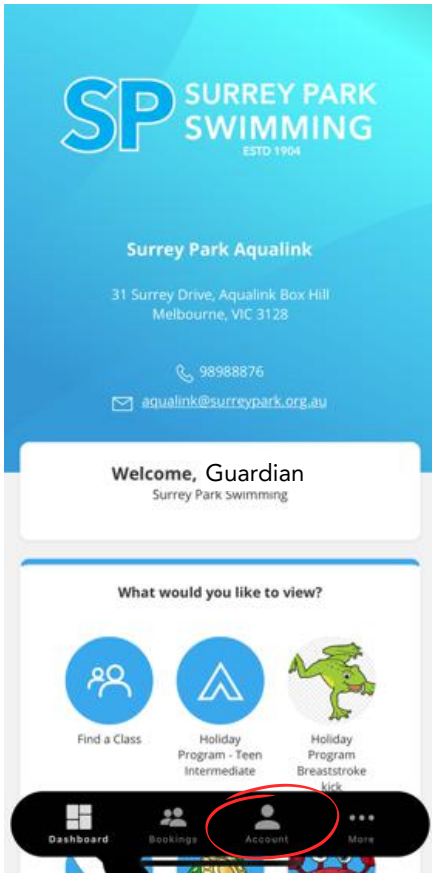 SP SURREY PARK
SWIMMING
ESTD 1904
Surrey Park Aqualink
31 Surrey Drive, Aqualink Box Hill
Melbourne, VIC 3128
98988876
aqualink@surreypark.org.au
Welcome, Guardian
Surrey Park Swimming
What would you like to view?
Find a Class
Holiday
Program - Teen
Intermediate
Holiday
Program
Breaststroke
kick
Dashboard Bookings Account More